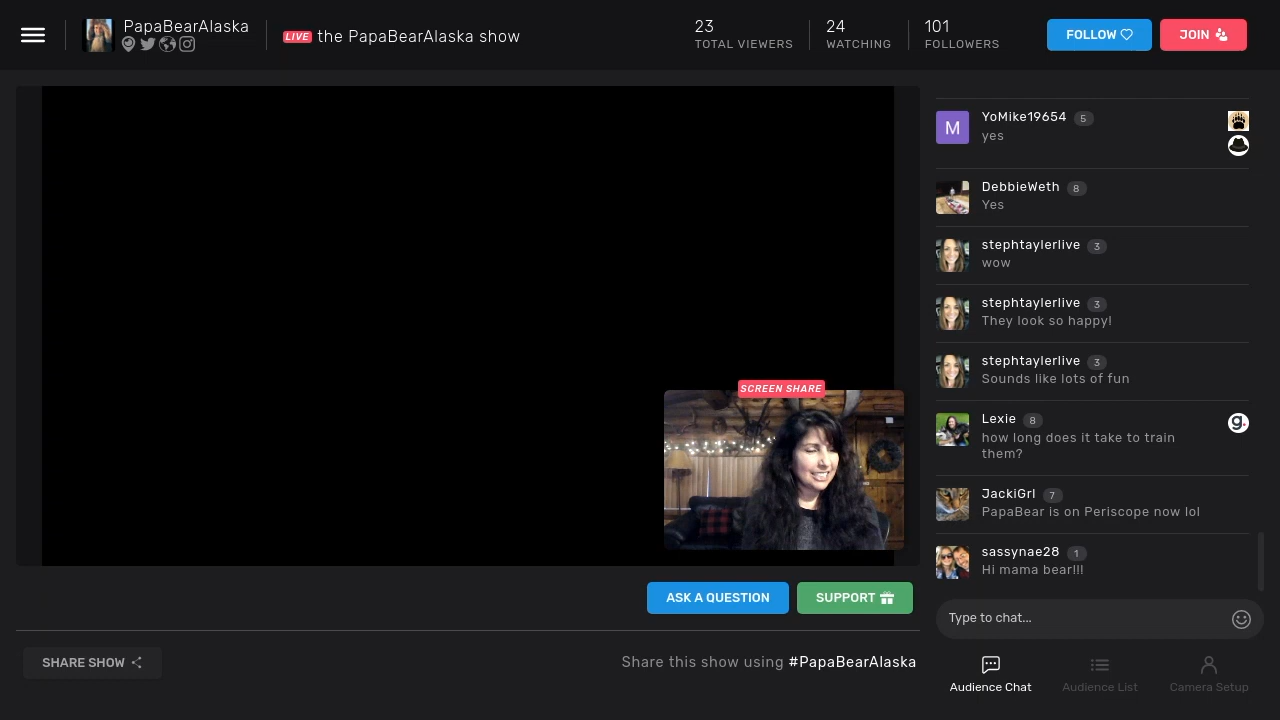 PapaBearAlaska
LIVE the PapaBearAlaska show
23
TOTAL VIEWERS
24
WATCHING
101
FOLLOWERS
FOLLOW
JOIN
SCREEN SHARE
ASK A QUESTION
SUPPORT
SHARE SHOW
Share this show using #PapaBearAlaska
M
YoMike19654 5
yes
DebbieWeth 8
Yes
stephtaylerlive 3
wow
stephtaylerlive 3
They look so happy!
stephtaylerlive 3
Sounds like lots of fun
Lexie 8
g.
how long does it take to train
them?
JackiGrl 7
PapaBear is on Periscope now lol
sassynae28 1
Hi mama bear!!!
Type to chat...
Audience Chat
Audience List
Camera Setup